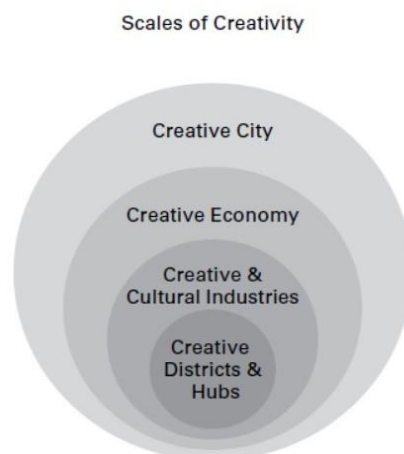 Scales of Creativity
Creative City
Creative Economy
Creative &
Cultural Industries
Creative
Districts &
Hubs